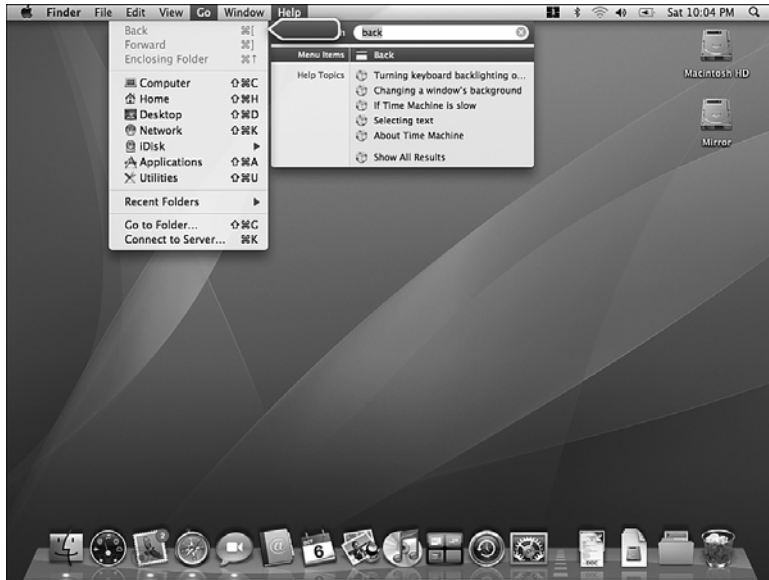 Finder File Edit View Go Window Help Sat 10:04 PM
Back ⌘[
Forward ⌘]
Enclosing Folder ⌘↑
Computer ⇧⌘C
Home ⇧⌘H
Desktop ⇧⌘D
Network ⇧⌘K
iDisk
Applications ⇧⌘A
Utilities ⇧⌘U
Recent Folders
Go to Folder... ⇧⌘G
Connect to Server... ⌘K
back
Menu Items Back
Help Topics Turning keyboard backlighting o...
Changing a window's background
If Time Machine is slow
Selecting text
About Time Machine
Show All Results
Macintosh HD
Mirror
2
OCT
6
DOC